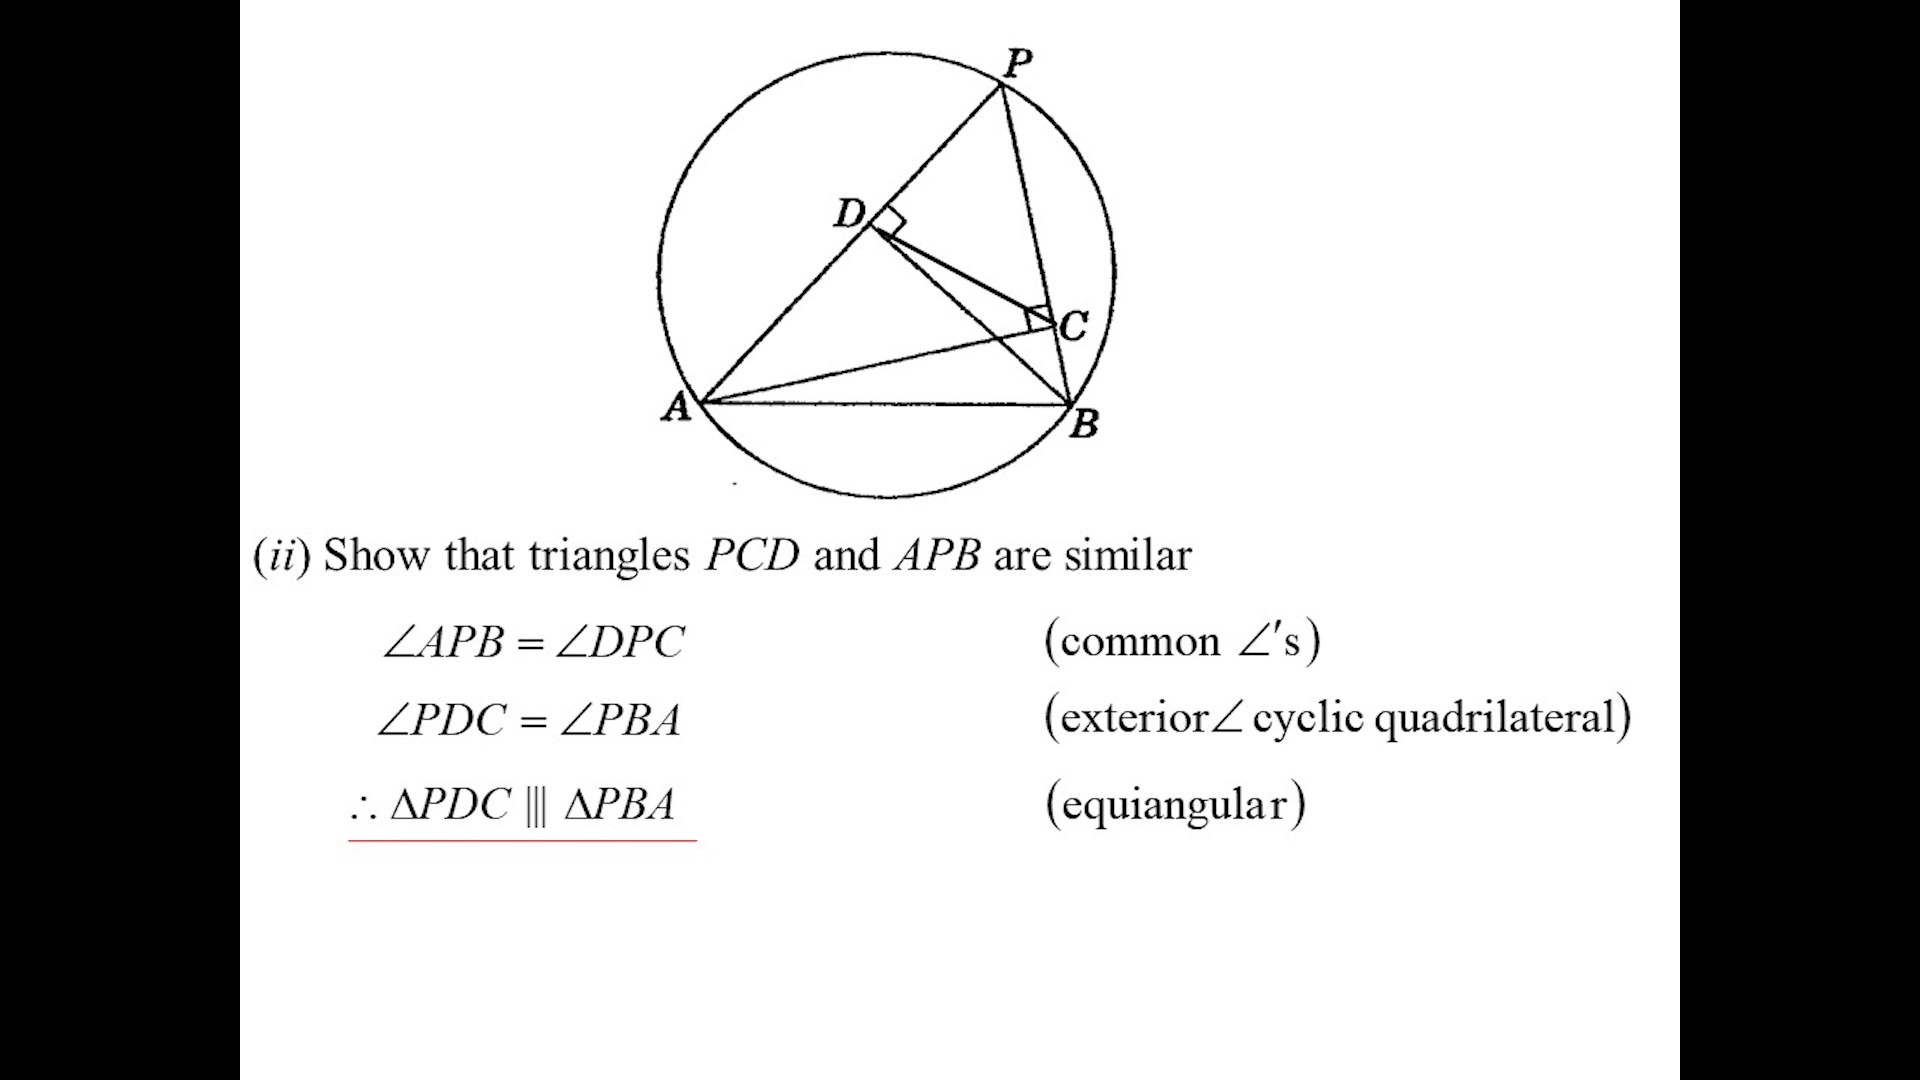 P
D
C
A
B
(ii) Show that triangles PCD and APB are similar
∠APB = ∠DPC (common ∠'s)
∠PDC = ∠PBA (exterior∠ cyclic quadrilateral)
∴ ΔPDC ||| ΔPBA (equiangular)